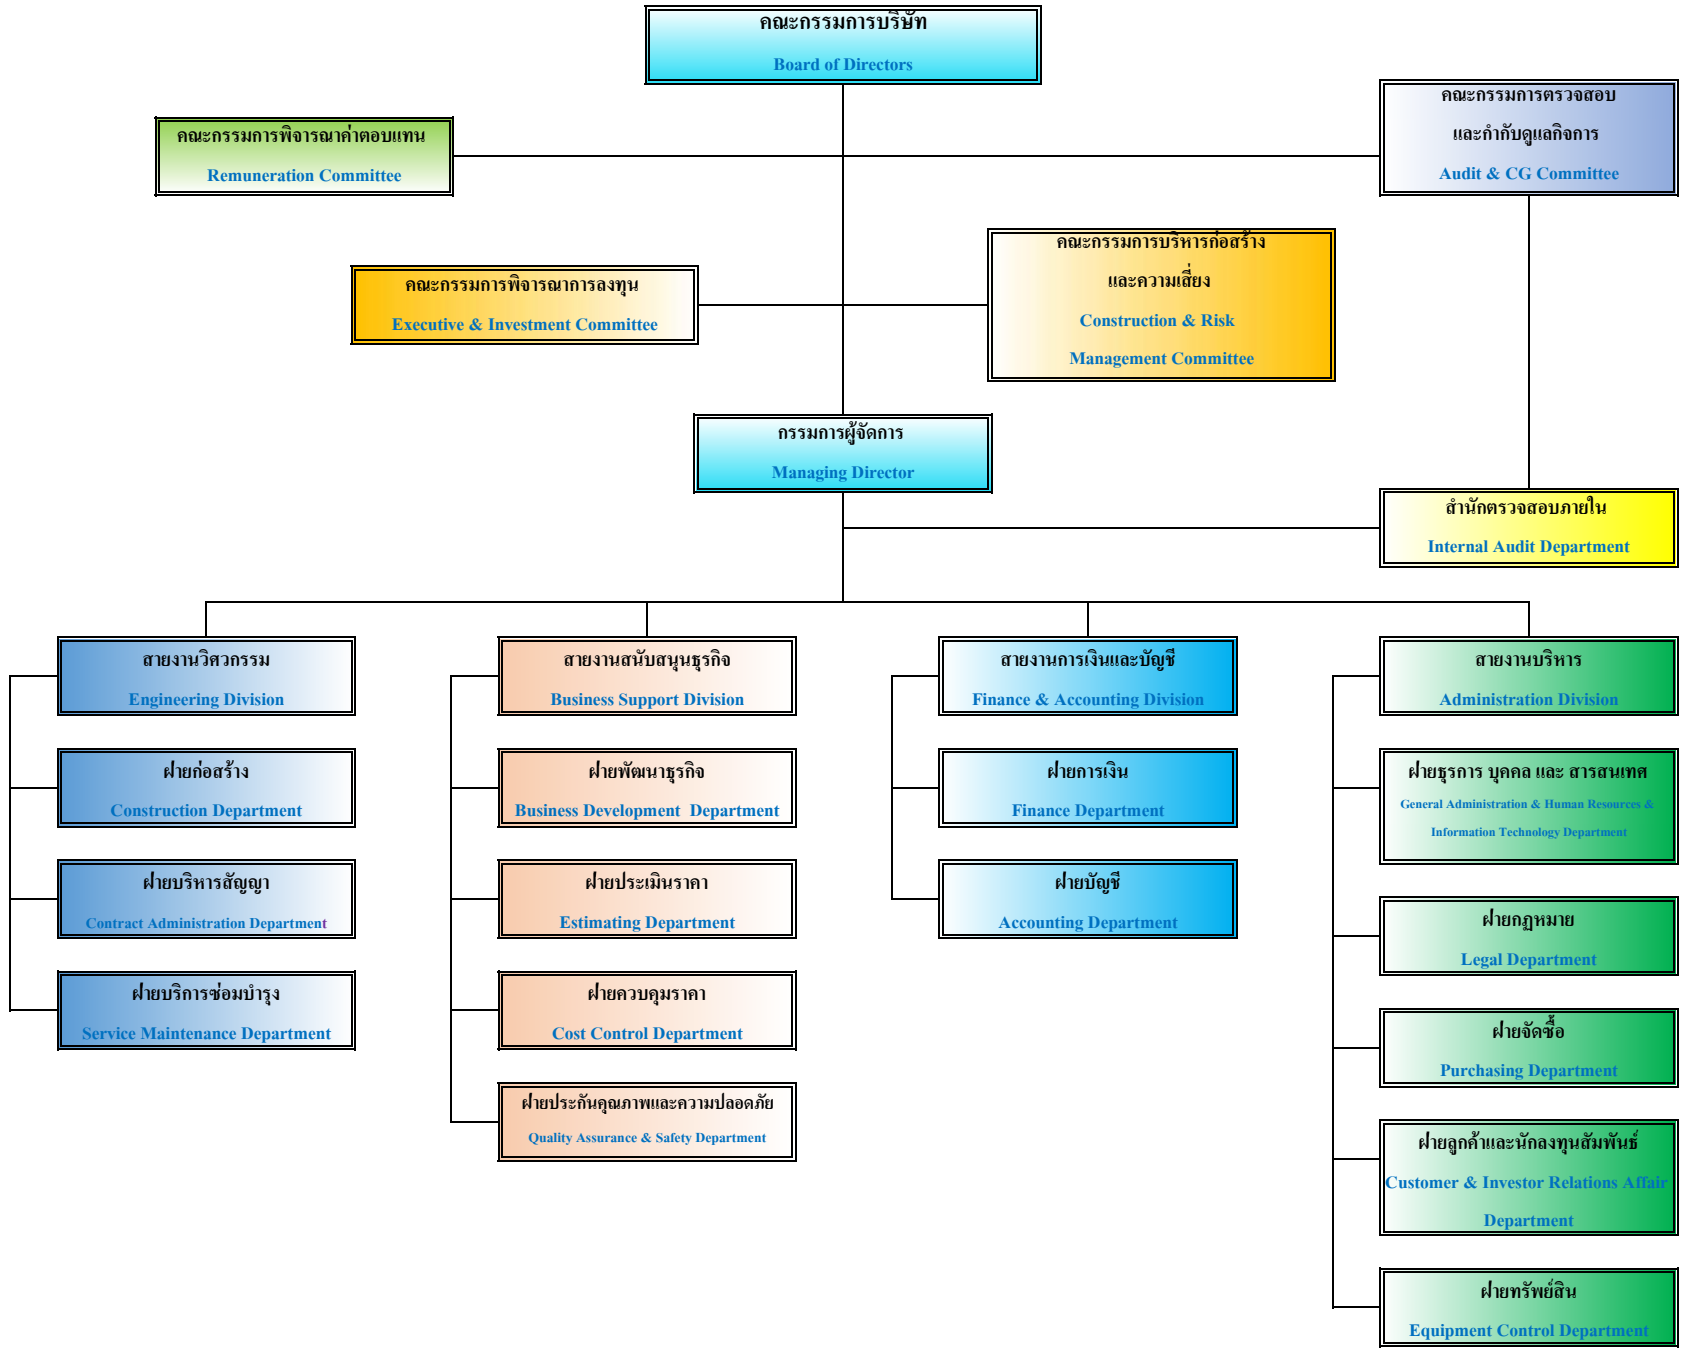 คณะกรรมการบริษัท
Board of Directors
คณะกรรมการตรวจสอบ
และกำกับดูแลกิจการ
Audit & CG Committee
คณะกรรมการพิจารณาค่าตอบแทน
Remuneration Committee
คณะกรรมการบริหารก่อสร้าง
และความเสี่ยง
Construction & Risk
Management Committee
คณะกรรมการพิจารณาการลงทุน
Executive & Investment Committee
กรรมการผู้จัดการ
Managing Director
สำนักตรวจสอบภายใน
Internal Audit Department
สายงานวิศวกรรม
Engineering Division
ฝ่ายก่อสร้าง
Construction Department
ฝ่ายบริหารสัญญา
Contract Administration Department
ฝ่ายบริการซ่อมบำรุง
Service Maintenance Department
สายงานสนับสนุนธุรกิจ
Business Support Division
ฝ่ายพัฒนาธุรกิจ
Business Development Department
ฝ่ายประเมินราคา
Estimating Department
ฝ่ายควบคุมราคา
Cost Control Department
ฝ่ายประกันคุณภาพและความปลอดภัย
Quality Assurance & Safety Department
สายงานการเงินและบัญชี
Finance & Accounting Division
ฝ่ายการเงิน
Finance Department
ฝ่ายบัญชี
Accounting Department
สายงานบริหาร
Administration Division
ฝ่ายธุรการ บุคคล และ สารสนเทศ
General Administration & Human Resources &
Information Technology Department
ฝ่ายกฎหมาย
Legal Department
ฝ่ายจัดซื้อ
Purchasing Department
ฝ่ายลูกค้าและนักลงทุนสัมพันธ์
Customer & Investor Relations Affair
Department
ฝ่ายทรัพย์สิน
Equipment Control Department